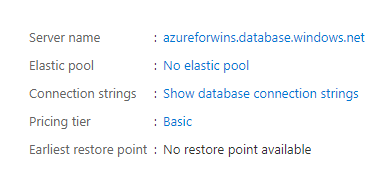 Server name : azureforwins.database.windows.net
Elastic pool : No elastic pool
Connection strings : Show database connection strings
Pricing tier : Basic
Earliest restore point : No restore point available